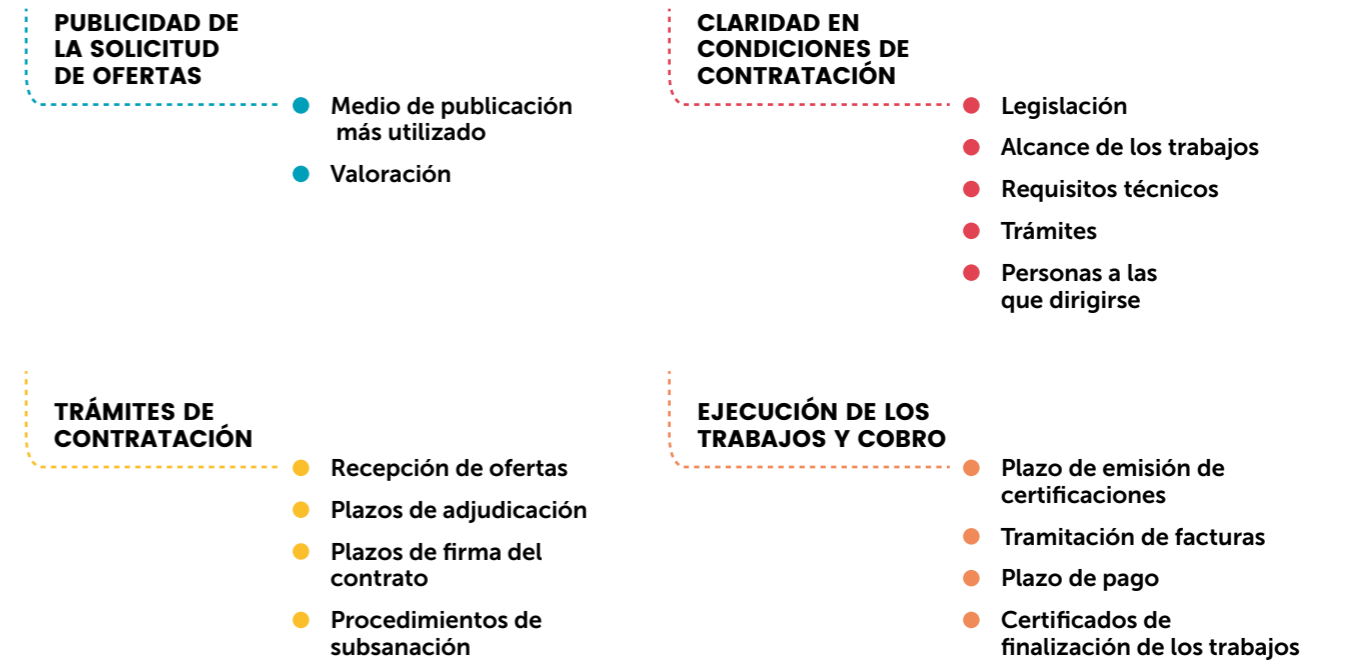 PUBLICIDAD DE
LA SOLICITUD
DE OFERTAS
Medio de publicación
más utilizado
Valoración
CLARIDAD EN
CONDICIONES DE
CONTRATACIÓN
Legislación
Alcance de los trabajos
Requisitos técnicos
Trámites
Personas a las
que dirigirse
TRÁMITES DE
CONTRATACIÓN
Recepción de ofertas
Plazos de adjudicación
Plazos de firma del
contrato
Procedimientos de
subsanación
EJECUCIÓN DE LOS
TRABAJOS Y COBRO
Plazo de emisión de
certificaciones
Tramitación de facturas
Plazo de pago
Certificados de
finalización de los trabajos